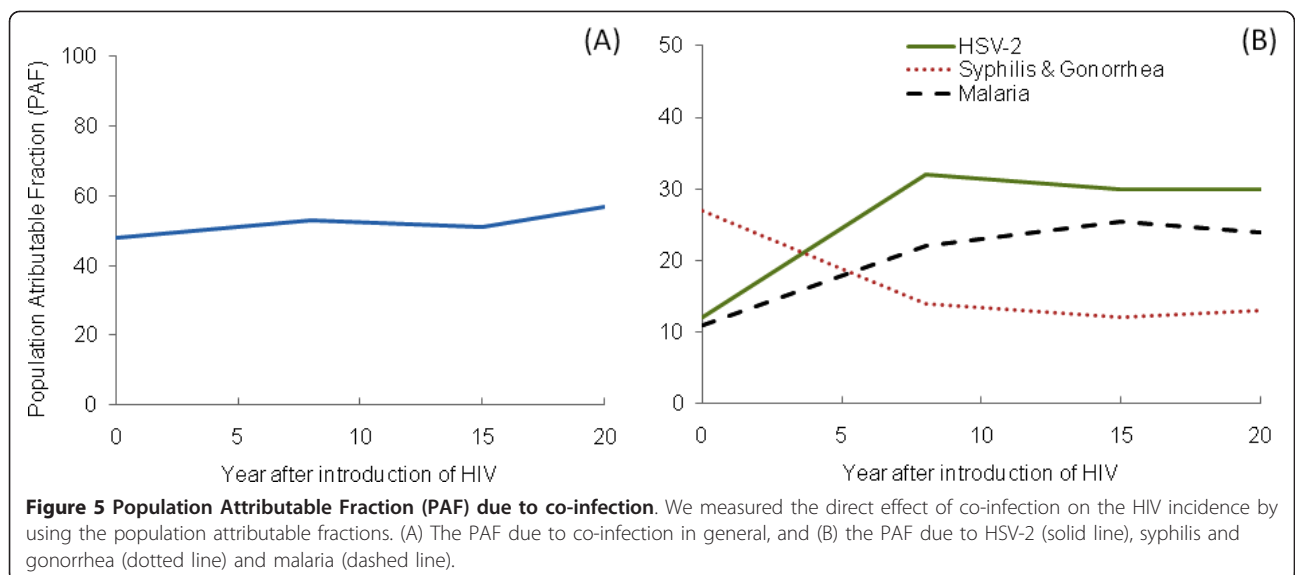 (A)
100
80
60
40
20
0
0 5 10 15 20
Population Atributable Fraction (PAF)
Year after introduction of HIV
(B)
HSV-2
Syphilis & Gonorrhea
Malaria
50
40
30
20
10
0
0 5 10 15 20
Year after introduction of HIV
Figure 5 Population Attributable Fraction (PAF) due to co-infection. We measured the direct effect of co-infection on the HIV incidence by
using the population attributable fractions. (A) The PAF due to co-infection in general, and (B) the PAF due to HSV-2 (solid line), syphilis and
gonorrhea (dotted line) and malaria (dashed line).